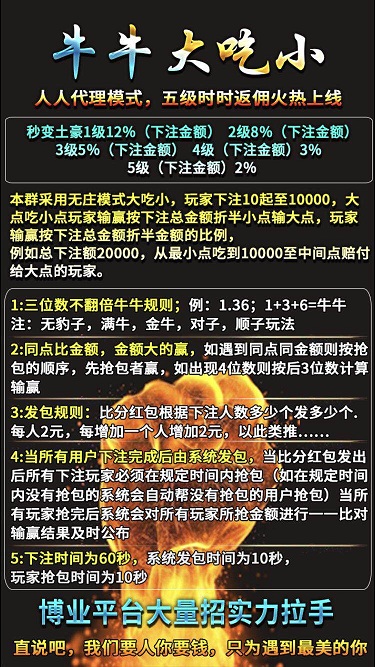 牛牛大吃小
人人代理模式，五级时时返佣火热上线
秒变土豪1级12%（下注金额） 2级8%（下注金额）
3级5%（下注金额） 4级（下注金额）3%
5级（下注金额）2%
本群采用无庄模式大吃小，玩家下注10起至10000，大
点吃小点玩家输赢按下注总金额折半小点输大点，玩家
输赢按下注总金额折半金额的比例，
例如总下注额20000，从最小点吃到10000至中间点赔付
给大点的玩家。
1:三位数不翻倍牛牛规则；例：1.36；1+3+6=牛牛
注：无豹子，满牛，金牛，对子，顺子玩法
2:同点比金额，金额大的赢，如遇到同点同金额则按抢
包的顺序，先抢包者赢，如出现4位数则按后3位数计算
输赢
3:发包规则：比分红包根据下注人数多少个发多少个.
每人2元，每增加一个人增加2元，以此类推......
4:当所有用户下注完成后由系统发包，当比分红包发出
后所有下注玩家必须在规定时间内抢包（如在规定时间
内没有抢包的系统会自动帮没有抢包的用户抢包）当所
有玩家抢完后系统会对所有玩家所抢金额进行一一比对
输赢结果及时公布
5:下注时间为60秒，系统发包时间为10秒，
玩家抢包时间为10秒
博业平台大量招实力拉手
直说吧，我们要人你要钱，只为遇到最美的你